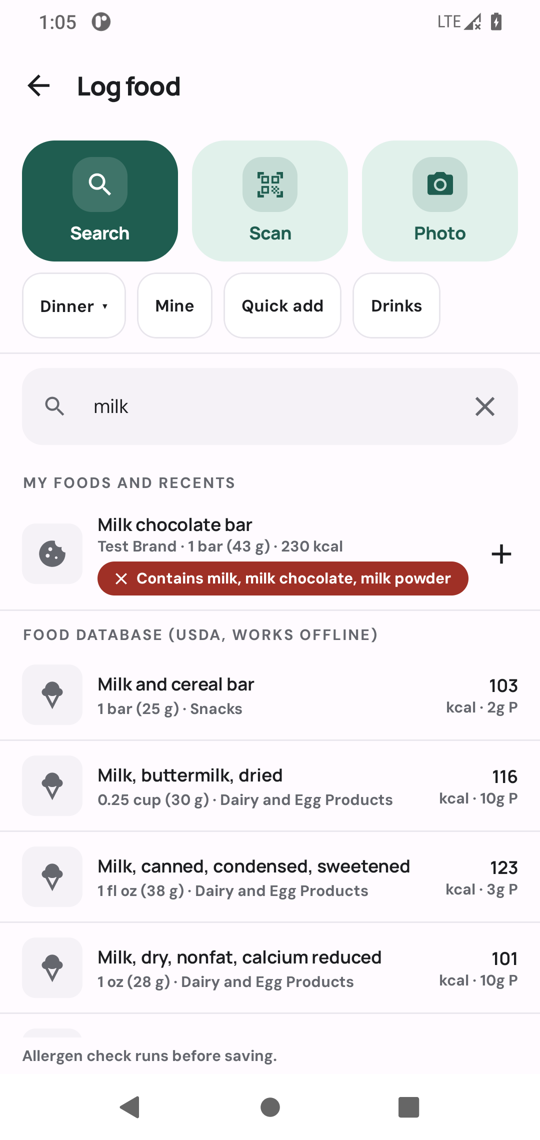 1:05
LTE
Log food
Search
Scan
Photo
Dinner
Mine
Quick add
Drinks
milk
MY FOODS AND RECENTS
Milk chocolate bar
Test Brand · 1 bar (43 g) · 230 kcal
Contains milk, milk chocolate, milk powder
FOOD DATABASE (USDA, WORKS OFFLINE)
Milk and cereal bar
103
1 bar (25 g) · Snacks
kcal · 2g P
Milk, buttermilk, dried
116
0.25 cup (30 g) · Dairy and Egg Products
kcal · 10g P
Milk, canned, condensed, sweetened
123
1 fl oz (38 g) · Dairy and Egg Products
kcal · 3g P
Milk, dry, nonfat, calcium reduced
101
1 oz (28 g) · Dairy and Egg Products
kcal · 10g P
Allergen check runs before saving.